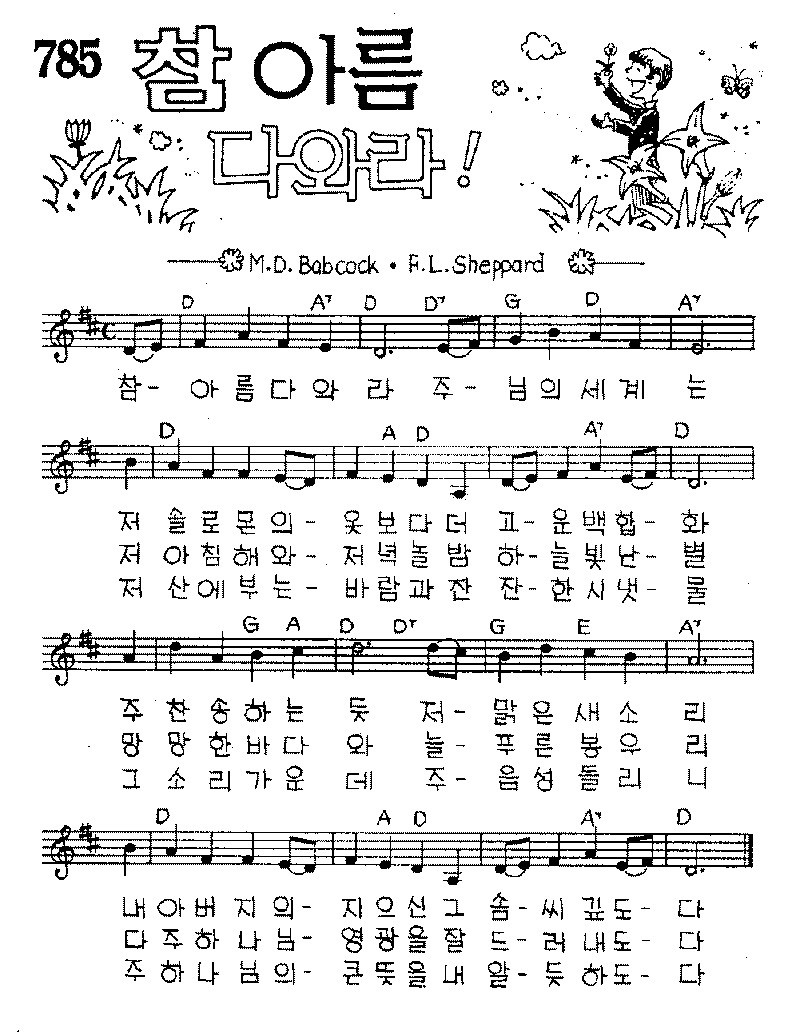 785 참 아름
다와라!
M.D. Babcock • F.L. Sheppard
D A7 D D7 G D A7
참- 아름다와라 주-님의세계는
D A D A7 D
저 솔로몬의- 옷보다더 고-운백합-화
저 아침해와- 저녁놀밤 하-늘빛난-별
저 산에부는- 바람과잔 잔-한시냇-물
G A D D7 G E A7
주 찬송하는 듯 저- 맑은새소 리
망 망한바다 와 늘- 푸른봉우 리
그 소리가운 데 주- 음성들리 니
D A D A7 D
내아버지의- 지으신그 솜-씨깊도-다
다주하나님- 영광을잘 드-러내도-다
주하나님의- 큰뜻을내 알-듯하도-다